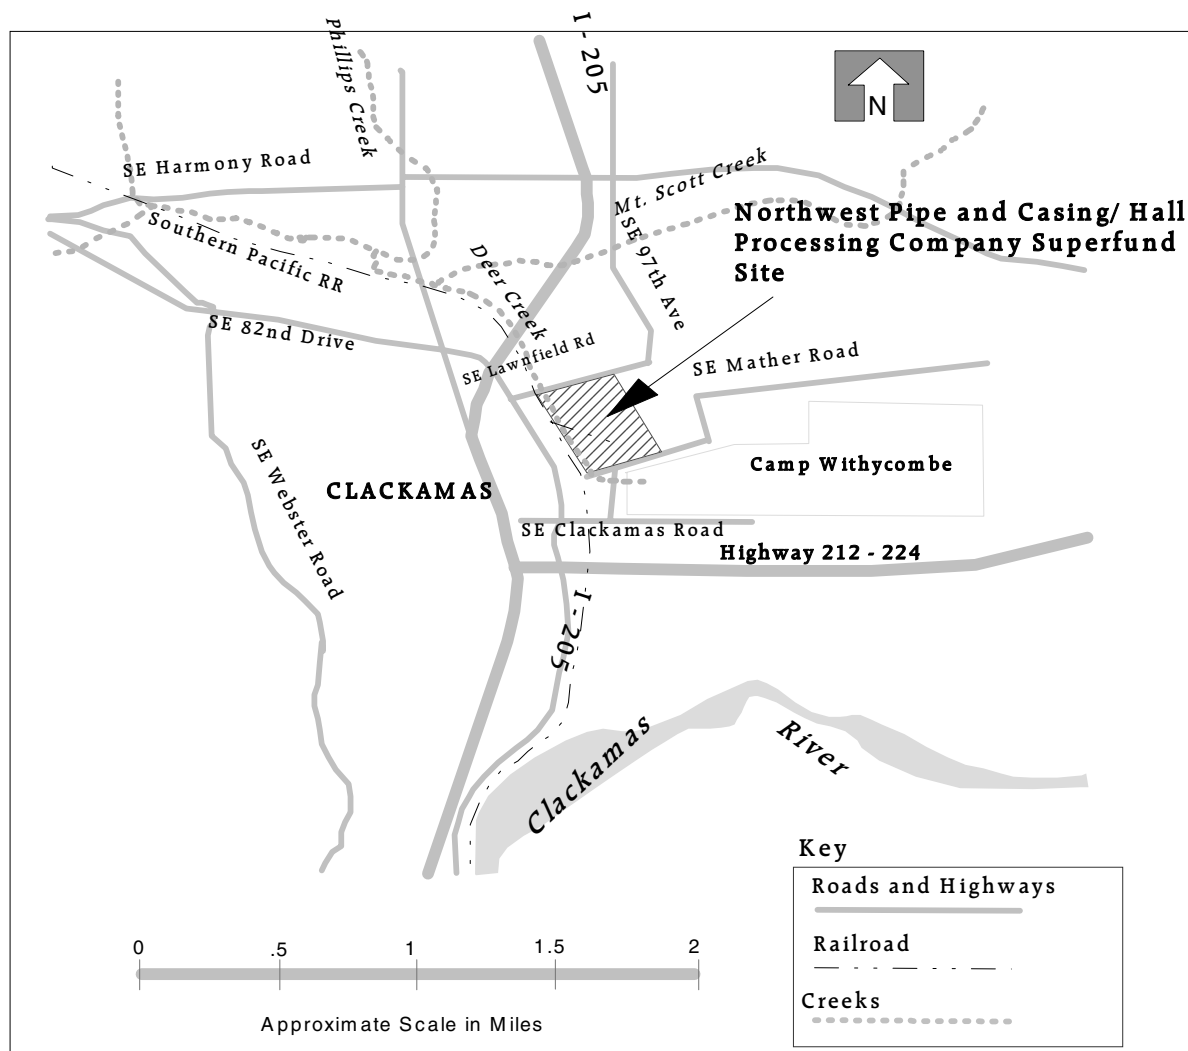 I - 205
Phillips Creek
N
SE Harmony Road
Mt. Scott Creek
Northwest Pipe and Casing/ Hall
Processing Company Superfund
Site
Southern Pacific RR
SE 97th Ave
Deer Creek
SE 82nd Drive
SE Lawnfield Rd
SE Mather Road
SE Webster Road
Camp Withycombe
CLACKAMAS
SE Clackamas Road
Highway 212 - 224
I - 205
Clackamas
River
Key
Roads and Highways
Railroad
Creeks
0 .5 1 1.5 2
Approximate Scale in Miles